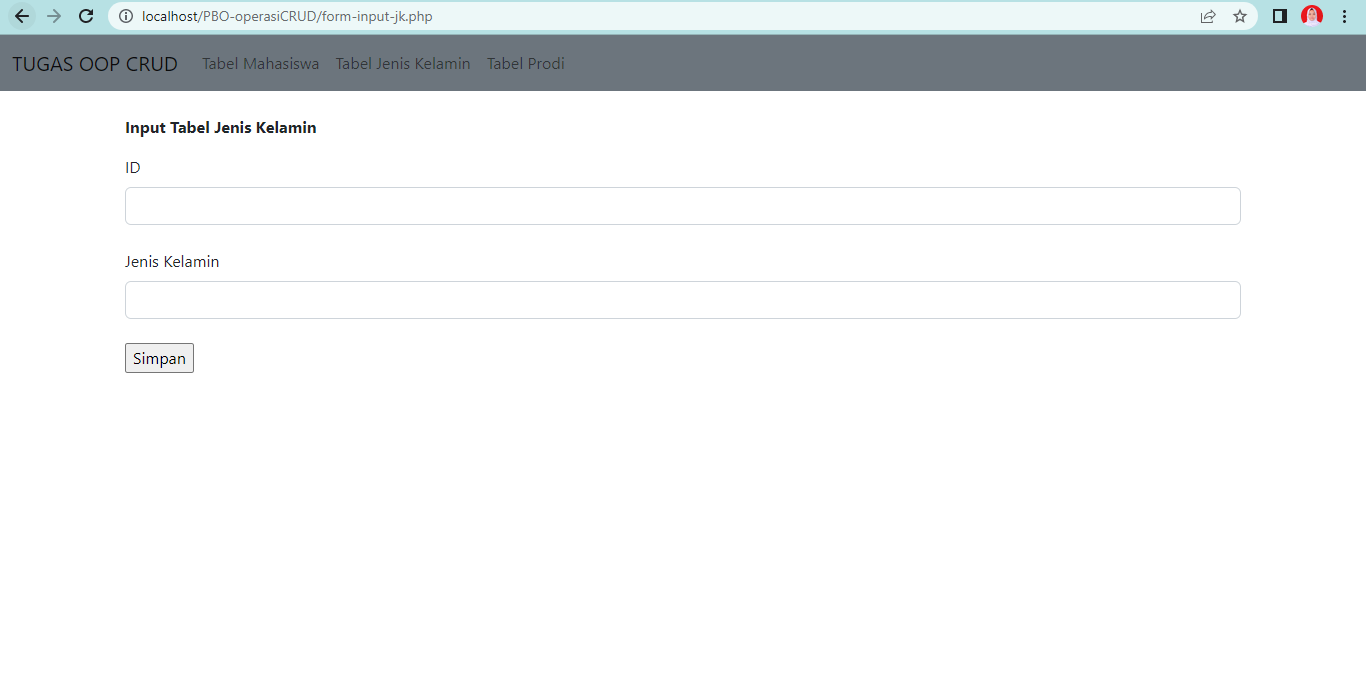 localhost/PBO-operasiCRUD/form-input-jk.php
TUGAS OOP CRUD Tabel Mahasiswa Tabel Jenis Kelamin Tabel Prodi
Input Tabel Jenis Kelamin
ID
Jenis Kelamin
Simpan